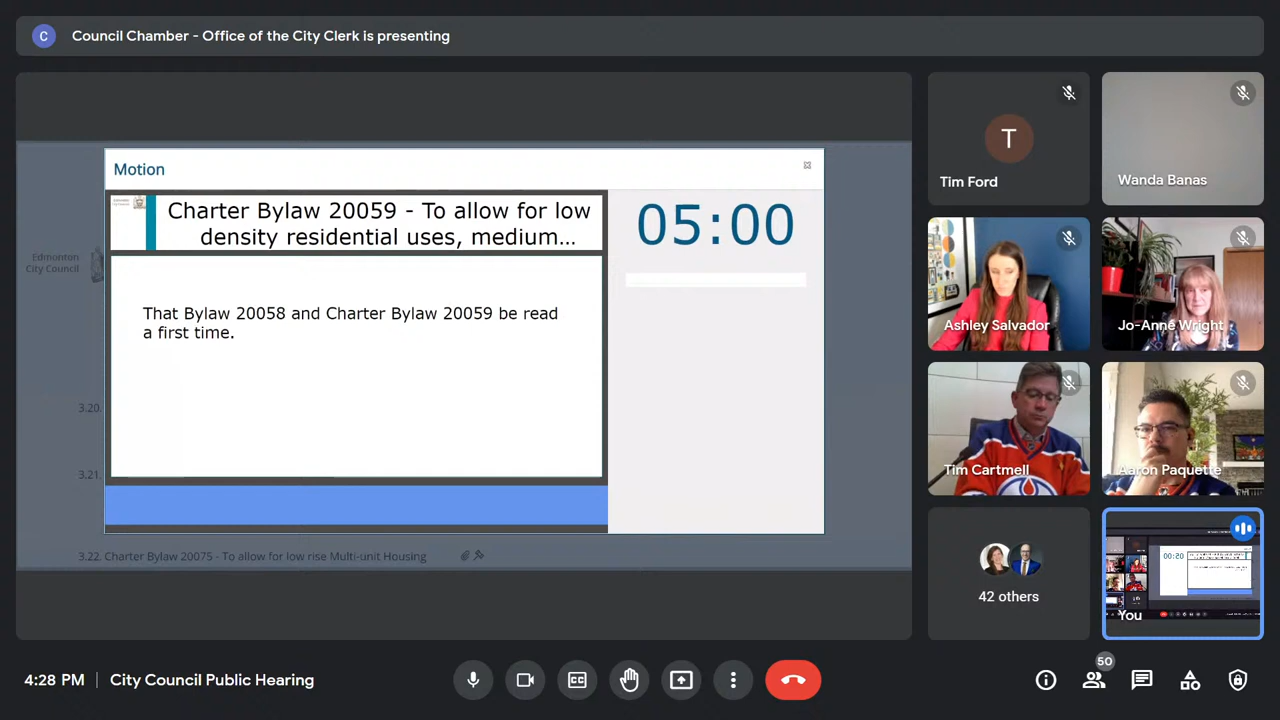 C
Council Chamber - Office of the City Clerk is presenting
Motion
Charter Bylaw 20059 - To allow for low
density residential uses, medium...
05:00
Edmonton
City Council
That Bylaw 20058 and Charter Bylaw 20059 be read
a first time.
3.20.
3.21.
3.22. Charter Bylaw 20075 - To allow for low rise Multi-unit Housing
T
Tim Ford
Wanda Banas
Ashley Salvador
Jo-Anne Wright
Tim Cartmell
Aaron Paquette
42 others
You
4:28 PM
City Council Public Hearing
50